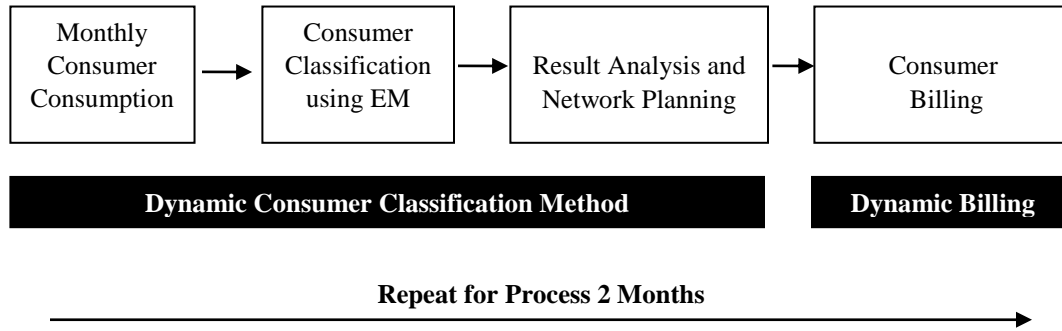 Monthly
Consumer
Consumption
Consumer
Classification
using EM
Result Analysis and
Network Planning
Consumer
Billing
Dynamic Consumer Classification Method
Dynamic Billing
Repeat for Process 2 Months